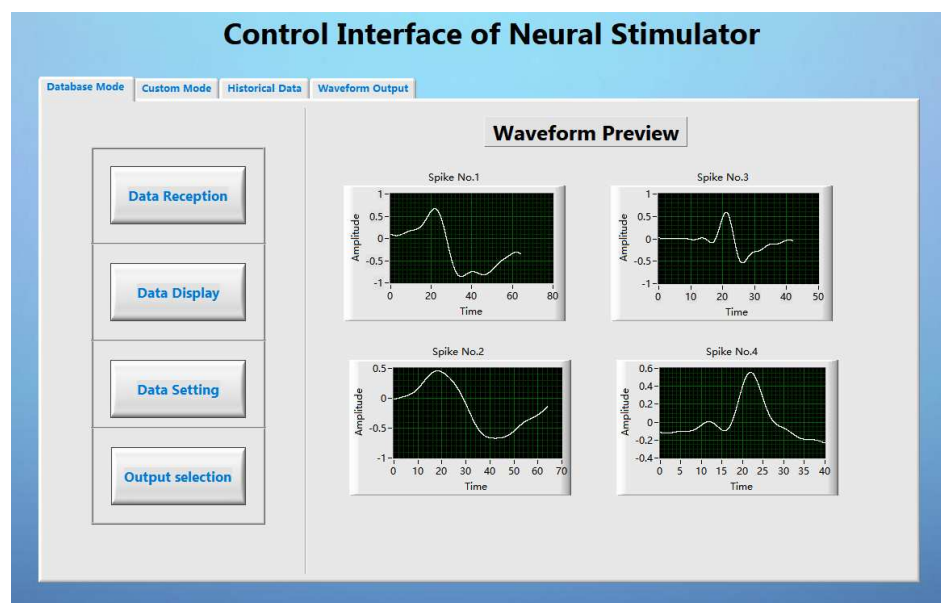 Control Interface of Neural Stimulator
Database Mode Custom Mode Historical Data Waveform Output
Data Reception
Data Display
Data Setting
Output selection
Waveform Preview
Spike No.1
Amplitude
1
0.5
0
-0.5
-1
0 20 40 60 80
Time
Spike No.3
Amplitude
1
0.5
0
-0.5
-1
0 10 20 30 40 50
Time
Spike No.2
Amplitude
0.5
0
-0.5
-1
0 10 20 30 40 50 60 70
Time
Spike No.4
Amplitude
0.6
0.4
0.2
0
-0.2
-0.4
0 5 10 15 20 25 30 35 40
Time